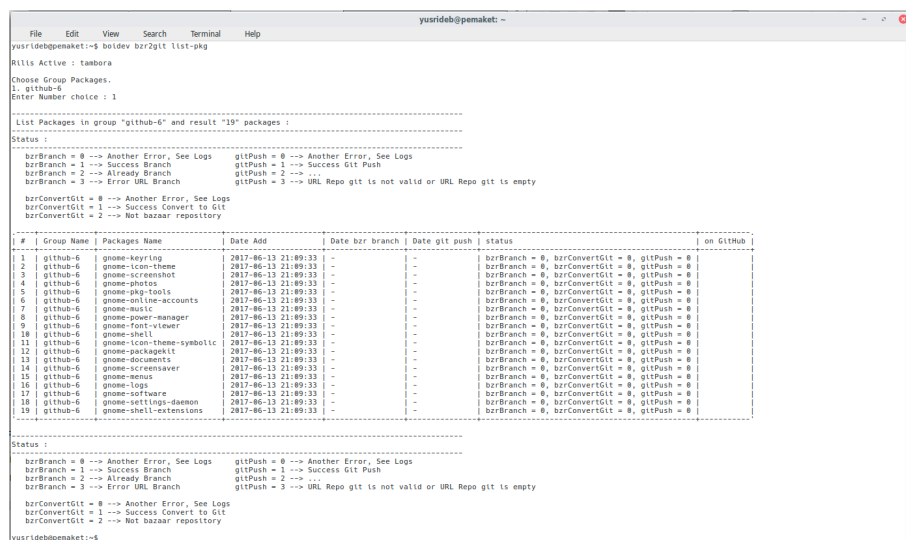 yusrideb@pemaket: ~
File Edit View Search Terminal Help
yusrideb@pemaket:~$ boidev bzr2git list-pkg
Rilis Active : tambora
Choose Group Packages.
1. github-6
Enter Number choice : 1
--------------------------------------------------------------------------------
List Packages in group "github-6" and result "19" packages :
--------------------------------------------------------------------------------
Status :
--------------------------------------------------------------------------------
bzrBranch = 0 --> Another Error, See Logs gitPush = 0 --> Another Error, See Logs
bzrBranch = 1 --> Success Branch gitPush = 1 --> Success Git Push
bzrBranch = 2 --> Already Branch gitPush = 2 --> ...
bzrBranch = 3 --> Error URL Branch gitPush = 3 --> URL Repo git is not valid or URL Repo git is empty
bzrConvertGit = 0 --> Another Error, See Logs
bzrConvertGit = 1 --> Success Convert to Git
bzrConvertGit = 2 --> Not bazaar repository
| # | Group Name | Packages Name | Date Add | Date bzr branch | Date git push | status | on GitHub |
| 1 | github-6 | gnome-keyring | 2017-06-13 21:09:33 | - | - | bzrBranch = 0, bzrConvertGit = 0, gitPush = 0 | |
| 2 | github-6 | gnome-icon-theme | 2017-06-13 21:09:33 | - | - | bzrBranch = 0, bzrConvertGit = 0, gitPush = 0 | |
| 3 | github-6 | gnome-screenshot | 2017-06-13 21:09:33 | - | - | bzrBranch = 0, bzrConvertGit = 0, gitPush = 0 | |
| 4 | github-6 | gnome-photos | 2017-06-13 21:09:33 | - | - | bzrBranch = 0, bzrConvertGit = 0, gitPush = 0 | |
| 5 | github-6 | gnome-pkg-tools | 2017-06-13 21:09:33 | - | - | bzrBranch = 0, bzrConvertGit = 0, gitPush = 0 | |
| 6 | github-6 | gnome-online-accounts | 2017-06-13 21:09:33 | - | - | bzrBranch = 0, bzrConvertGit = 0, gitPush = 0 | |
| 7 | github-6 | gnome-music | 2017-06-13 21:09:33 | - | - | bzrBranch = 0, bzrConvertGit = 0, gitPush = 0 | |
| 8 | github-6 | gnome-power-manager | 2017-06-13 21:09:33 | - | - | bzrBranch = 0, bzrConvertGit = 0, gitPush = 0 | |
| 9 | github-6 | gnome-font-viewer | 2017-06-13 21:09:33 | - | - | bzrBranch = 0, bzrConvertGit = 0, gitPush = 0 | |
| 10 | github-6 | gnome-shell | 2017-06-13 21:09:33 | - | - | bzrBranch = 0, bzrConvertGit = 0, gitPush = 0 | |
| 11 | github-6 | gnome-icon-theme-symbolic | 2017-06-13 21:09:33 | - | - | bzrBranch = 0, bzrConvertGit = 0, gitPush = 0 | |
| 12 | github-6 | gnome-packagekit | 2017-06-13 21:09:33 | - | - | bzrBranch = 0, bzrConvertGit = 0, gitPush = 0 | |
| 13 | github-6 | gnome-documents | 2017-06-13 21:09:33 | - | - | bzrBranch = 0, bzrConvertGit = 0, gitPush = 0 | |
| 14 | github-6 | gnome-screensaver | 2017-06-13 21:09:33 | - | - | bzrBranch = 0, bzrConvertGit = 0, gitPush = 0 | |
| 15 | github-6 | gnome-menus | 2017-06-13 21:09:33 | - | - | bzrBranch = 0, bzrConvertGit = 0, gitPush = 0 | |
| 16 | github-6 | gnome-logs | 2017-06-13 21:09:33 | - | - | bzrBranch = 0, bzrConvertGit = 0, gitPush = 0 | |
| 17 | github-6 | gnome-software | 2017-06-13 21:09:33 | - | - | bzrBranch = 0, bzrConvertGit = 0, gitPush = 0 | |
| 18 | github-6 | gnome-settings-daemon | 2017-06-13 21:09:33 | - | - | bzrBranch = 0, bzrConvertGit = 0, gitPush = 0 | |
| 19 | github-6 | gnome-shell-extensions | 2017-06-13 21:09:33 | - | - | bzrBranch = 0, bzrConvertGit = 0, gitPush = 0 | |
--------------------------------------------------------------------------------
Status :
--------------------------------------------------------------------------------
bzrBranch = 0 --> Another Error, See Logs gitPush = 0 --> Another Error, See Logs
bzrBranch = 1 --> Success Branch gitPush = 1 --> Success Git Push
bzrBranch = 2 --> Already Branch gitPush = 2 --> ...
bzrBranch = 3 --> Error URL Branch gitPush = 3 --> URL Repo git is not valid or URL Repo git is empty
bzrConvertGit = 0 --> Another Error, See Logs
bzrConvertGit = 1 --> Success Convert to Git
bzrConvertGit = 2 --> Not bazaar repository
yusrideb@pemaket:~$